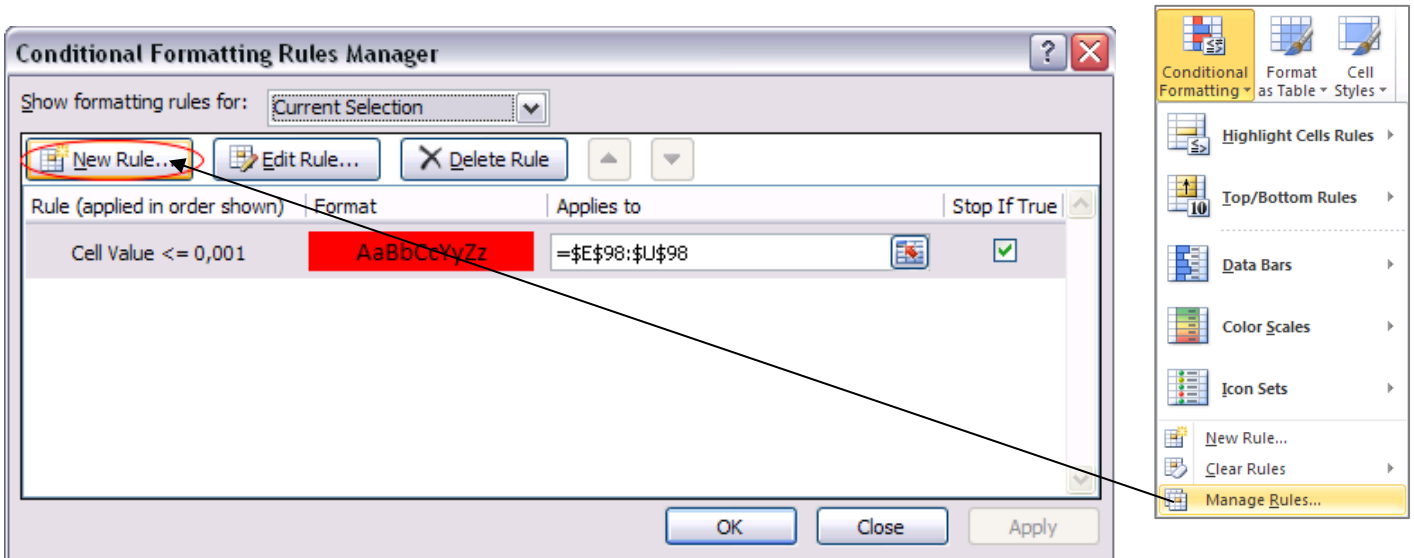 Conditional Formatting Rules Manager
Show formatting rules for: Current Selection
New Rule... Edit Rule... Delete Rule
Rule (applied in order shown) Format Applies to Stop If True
Cell Value <= 0,001 AaBbCcYyZz =$E$98:$U$98
OK Close Apply
Conditional Formatting Format as Table Cell Styles
Highlight Cells Rules
10 Top/Bottom Rules
Data Bars
Color Scales
Icon Sets
New Rule...
Clear Rules
Manage Rules...